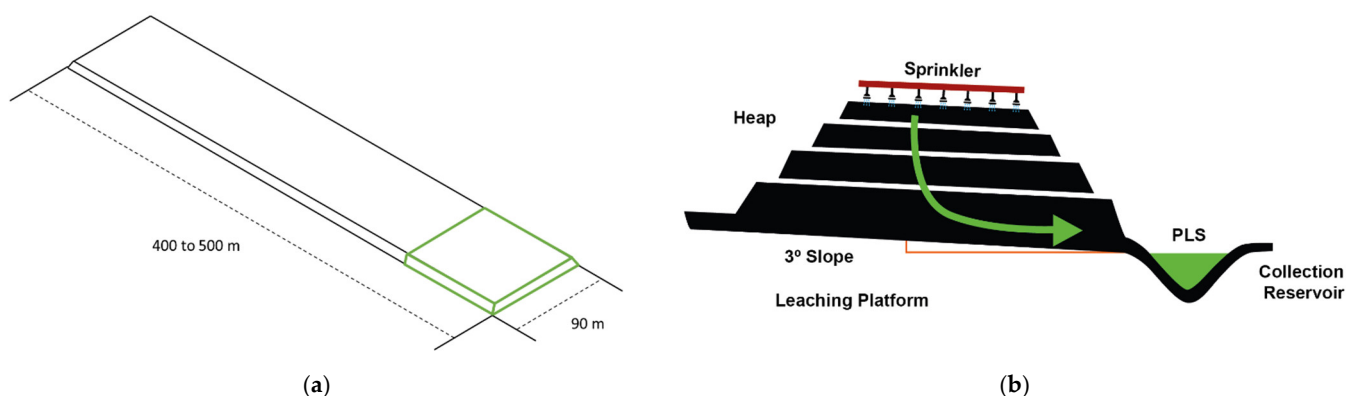 400 to 500 m
90 m
(a)
Sprinkler
Heap
3º Slope
PLS
Leaching Platform
Collection
Reservoir
(b)